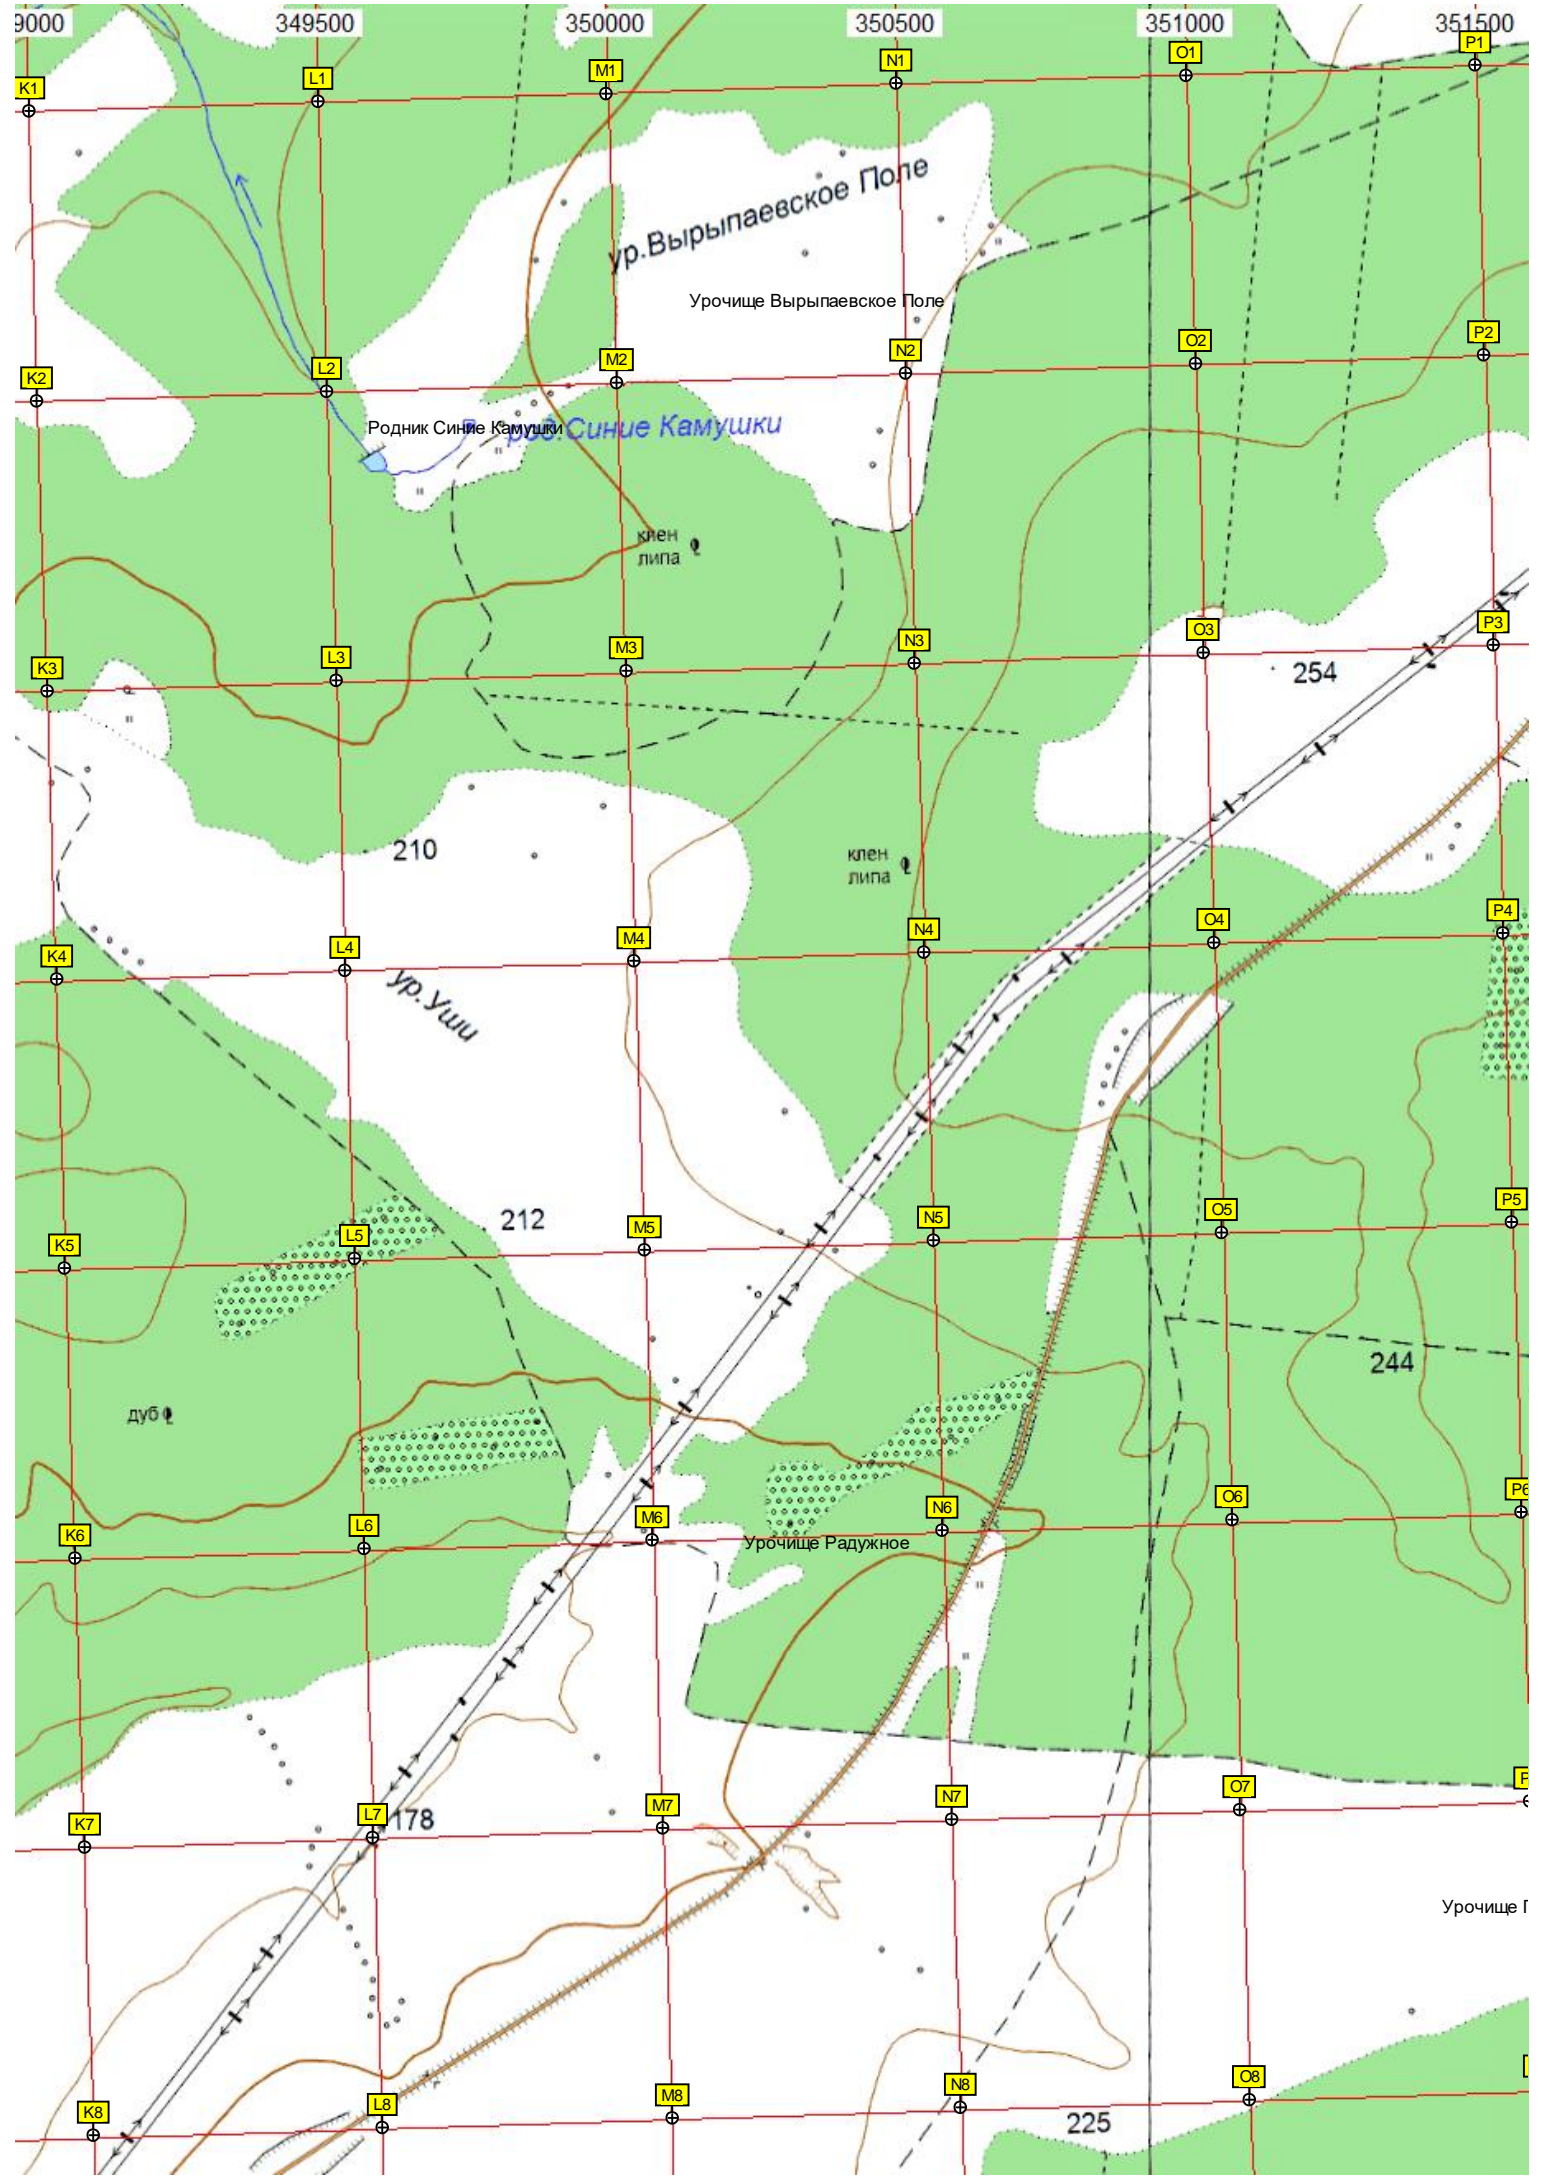 9000 349500 350000 350500 351000 351500
K1 L1 M1 N1 O1 P1
ур.Вырыпаевское Поле
Урочище Вырыпаевское Поле
K2 L2 M2 N2 O2 P2
Родник Синие Камушки
род.Синие Камушки
клен
липа
K3 L3 M3 N3 O3 P3
254
210
клен
липа
K4 L4 M4 N4 O4 P4
ур.Уши
212
K5 L5 M5 N5 O5 P5
244
дуб
K6 L6 M6 N6 O6 P6
Урочище Радужное
K7 L7 M7 N7 O7 P
178
Урочище П
K8 L8 M8 N8 O8
225